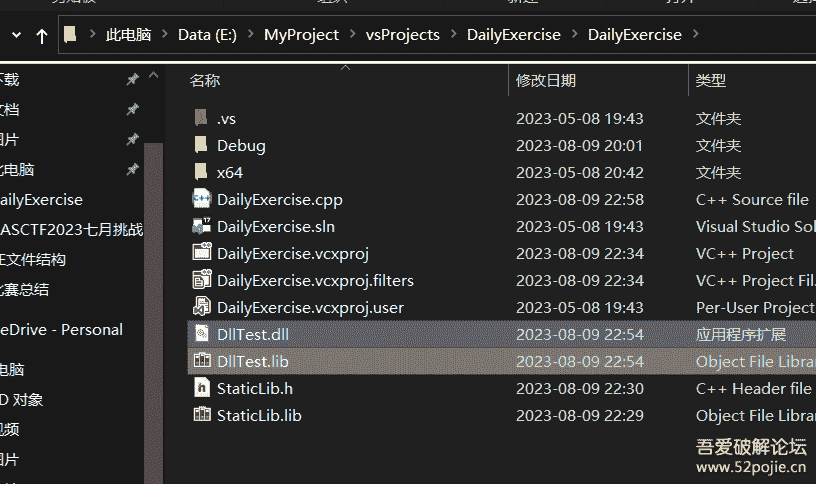 此电脑 Data (E:) MyProject vsProjects DailyExercise DailyExercise
名称 修改日期 类型
.vs 2023-05-08 19:43 文件夹
Debug 2023-08-09 20:01 文件夹
x64 2023-05-08 20:42 文件夹
DailyExercise.cpp 2023-08-09 22:58 C++ Source file
DailyExercise.sln 2023-05-08 19:43 Visual Studio Sol
DailyExercise.vcxproj 2023-08-09 22:34 VC++ Project
DailyExercise.vcxproj.filters 2023-08-09 22:34 VC++ Project Fil
DailyExercise.vcxproj.user 2023-05-08 19:43 Per-User Project
DllTest.dll 2023-08-09 22:54 应用程序扩展
DllTest.lib 2023-08-09 22:54 Object File Libra
StaticLib.h 2023-08-09 22:30 C++ Header file
StaticLib.lib 2023-08-09 22:29 Object File Libra
下载
文档
图片
此电脑
ailyExercise
ASCTF2023七月挑战
文件结构
比赛总结
eDrive - Personal
电脑
D 对象
视频
图片
吾爱破解论坛
www.52pojie.cn